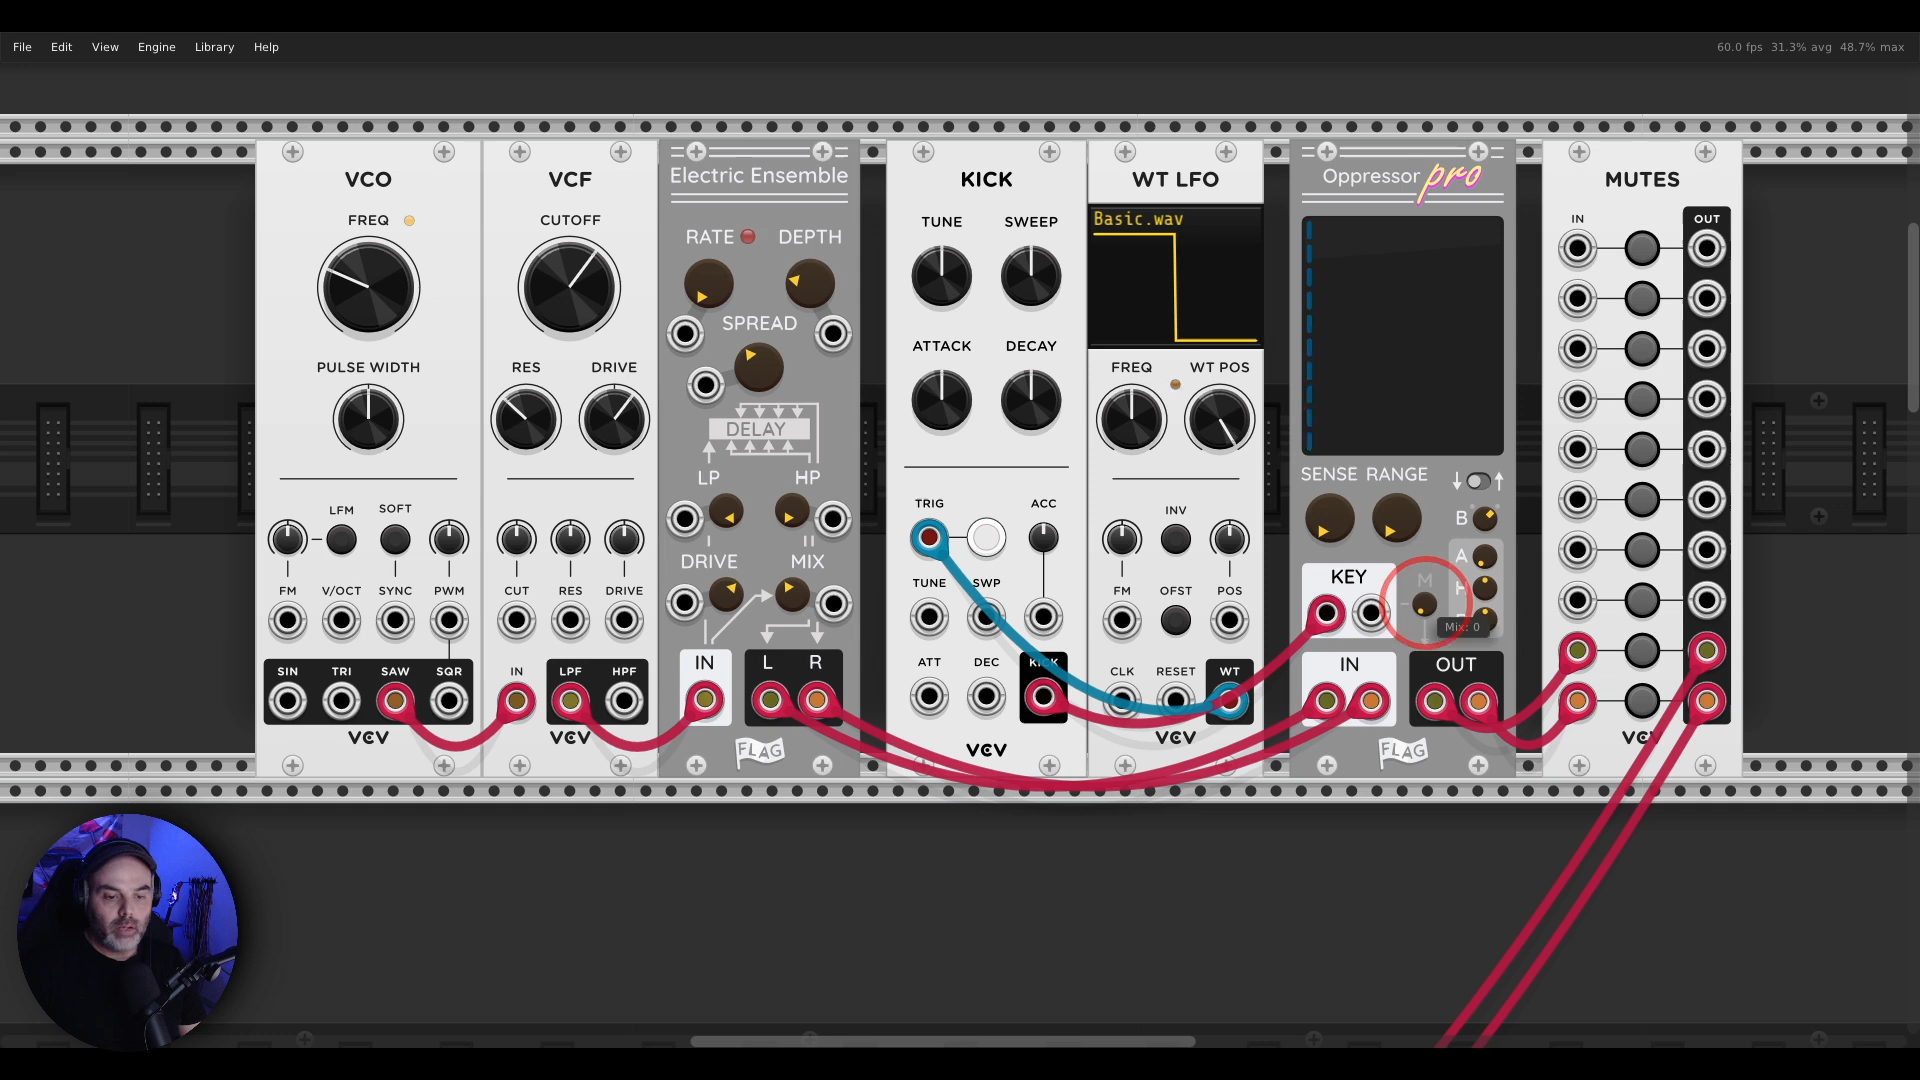 File Edit View Engine Library Help
60.0 fps 31.3% avg 48.7% max
VCO
FREQ
PULSE WIDTH
LFM SOFT
FM V/OCT SYNC PWM
SIN TRI SAW SQR
VCV
VCF
CUTOFF
RES DRIVE
CUT RES DRIVE
IN LPF HPF
VCV
Electric Ensemble
RATE DEPTH
SPREAD
DELAY
LP HP
DRIVE MIX
IN L R
FLAG
KICK
TUNE SWEEP
ATTACK DECAY
TRIG ACC
TUNE SWP
ATT DEC KICK
VCV
WT LFO
Basic.wav
FREQ WT POS
INV
FM OFST POS
CLK RESET WT
VCV
Oppressor pro
SENSE RANGE
B
A
KEY M
Mix: 0
IN OUT
FLAG
MUTES
IN OUT
VCV